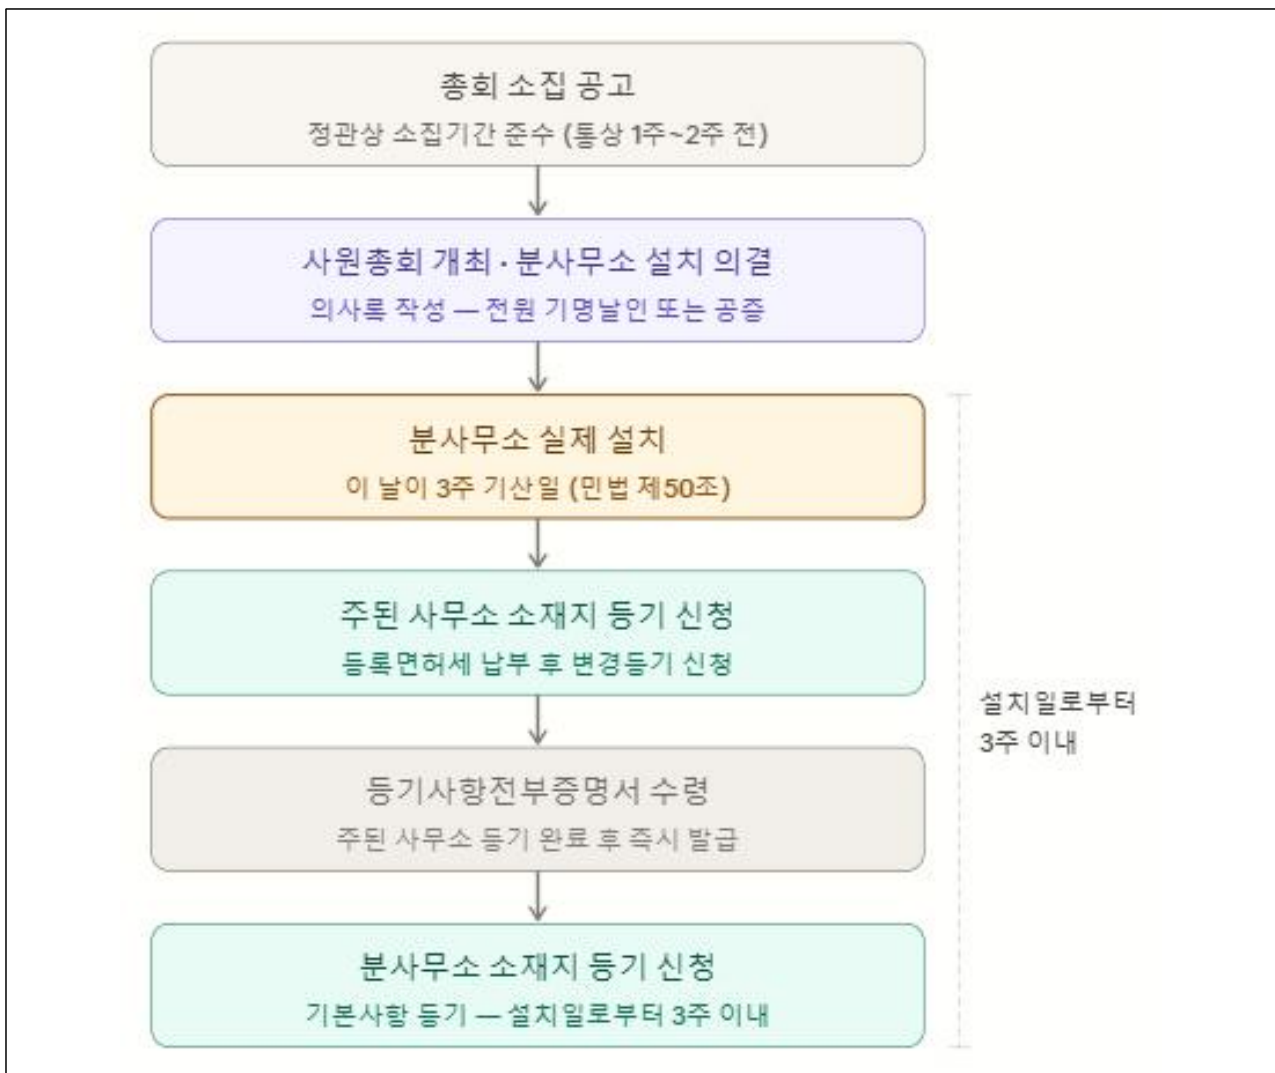 총회 소집 공고
정관상 소집기간 준수 (통상 1주~2주 전)
사원총회 개최·분사무소 설치 의결
의사록 작성 — 전원 기명날인 또는 공증
분사무소 실제 설치
이 날이 3주 기산일 (민법 제50조)
주된 사무소 소재지 등기 신청
등록면허세 납부 후 변경등기 신청
등기사항전부증명서 수령
주된 사무소 등기 완료 후 즉시 발급
분사무소 소재지 등기 신청
기본사항 등기 — 설치일로부터 3주 이내
설치일로부터
3주 이내